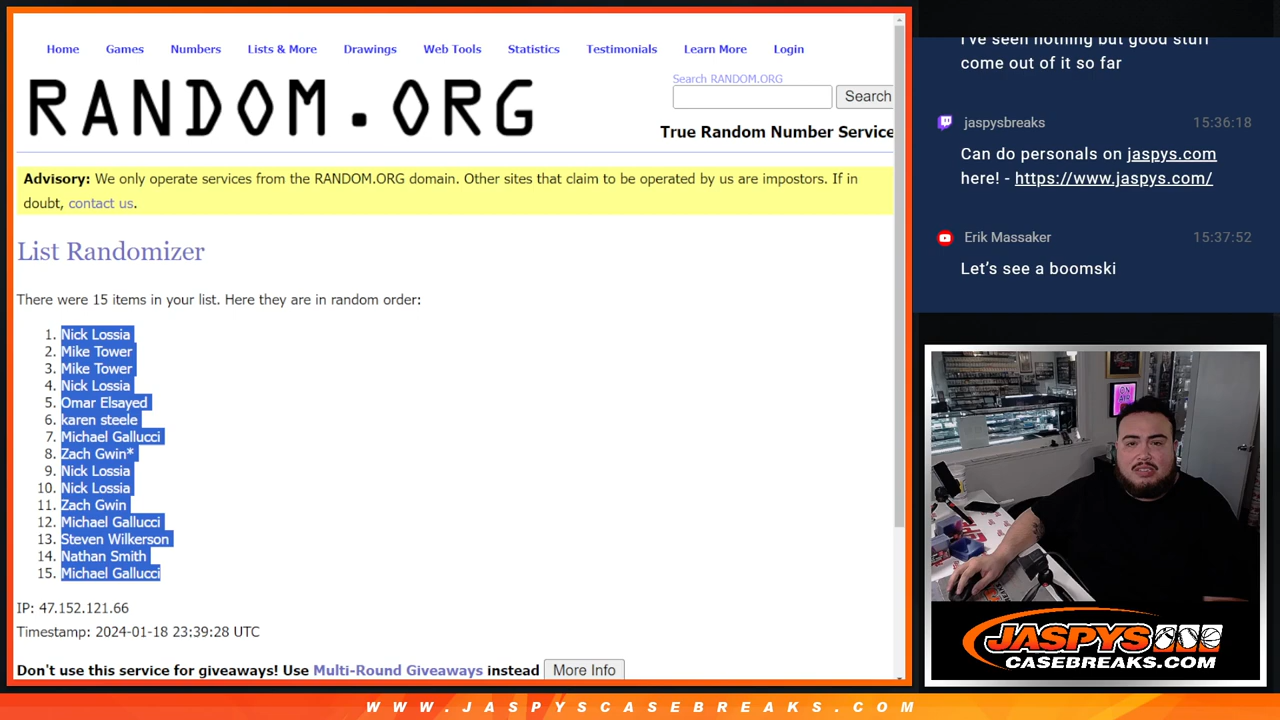 Home Games Numbers Lists & More Drawings Web Tools Statistics Testimonials Learn More Login
RANDOM.ORG
Search RANDOM.ORG
Search
True Random Number Service
Advisory: We only operate services from the RANDOM.ORG domain. Other sites that claim to be operated by us are impostors. If in
doubt, contact us.
List Randomizer
There were 15 items in your list. Here they are in random order:
1. Nick Lossia
2. Mike Tower
3. Mike Tower
4. Nick Lossia
5. Omar Elsayed
6. karen steele
7. Michael Gallucci
8. Zach Gwin*
9. Nick Lossia
10. Nick Lossia
11. Zach Gwin
12. Michael Gallucci
13. Steven Wilkerson
14. Nathan Smith
15. Michael Gallucci
IP: 47.152.121.66
Timestamp: 2024-01-18 23:39:28 UTC
Don't use this service for giveaways! Use Multi-Round Giveaways instead More Info
I've seen nothing but good stuff
come out of it so far
jaspysbreaks 15:36:18
Can do personals on jaspys.com
here! - https://www.jaspys.com/
Erik Massaker 15:37:52
Let's see a boomski
ON
AIR
JASPYS
CASEBREAKS.COM
WWW.JASPYSCASEBREAKS.COM